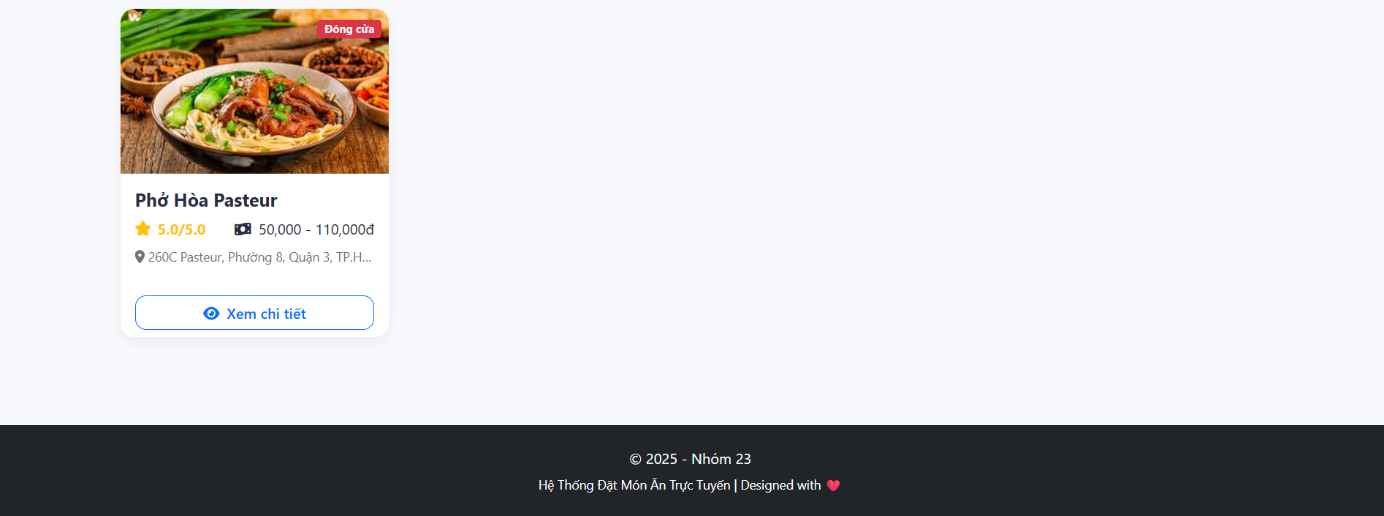 Đóng cửa
Phở Hòa Pasteur
5.0/5.0
50,000 - 110,000đ
260C Pasteur, Phường 8, Quận 3, TP.H...
Xem chi tiết
© 2025 - Nhóm 23
Hệ Thống Đặt Món Ăn Trực Tuyến | Designed with